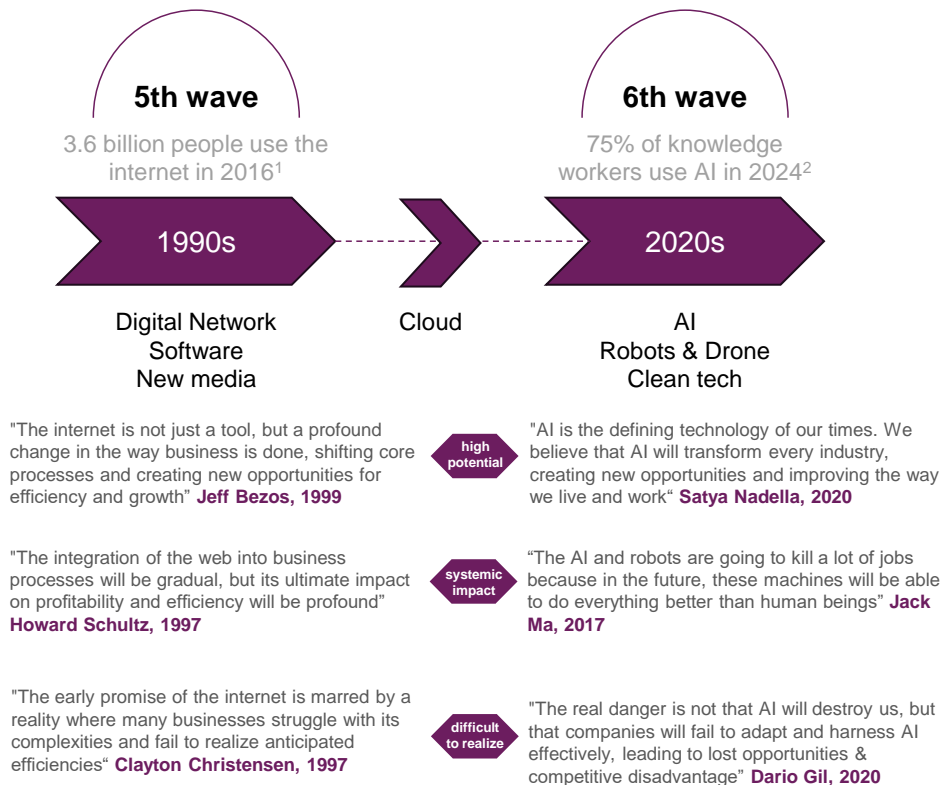 5th wave
3.6 billion people use the
internet in 2016¹
1990s
Digital Network
Software
New media
Cloud
6th wave
75% of knowledge
workers use AI in 2024²
2020s
AI
Robots & Drone
Clean tech
"The internet is not just a tool, but a profound
change in the way business is done, shifting core
processes and creating new opportunities for
efficiency and growth” Jeff Bezos, 1999
high
potential
"AI is the defining technology of our times. We
believe that AI will transform every industry,
creating new opportunities and improving the way
we live and work“ Satya Nadella, 2020
"The integration of the web into business
processes will be gradual, but its ultimate impact
on profitability and efficiency will be profound”
Howard Schultz, 1997
systemic
impact
“The AI and robots are going to kill a lot of jobs
because in the future, these machines will be able
to do everything better than human beings” Jack
Ma, 2017
"The early promise of the internet is marred by a
reality where many businesses struggle with its
complexities and fail to realize anticipated
efficiencies“ Clayton Christensen, 1997
difficult
to realize
"The real danger is not that AI will destroy us, but
that companies will fail to adapt and harness AI
effectively, leading to lost opportunities &
competitive disadvantage” Dario Gil, 2020